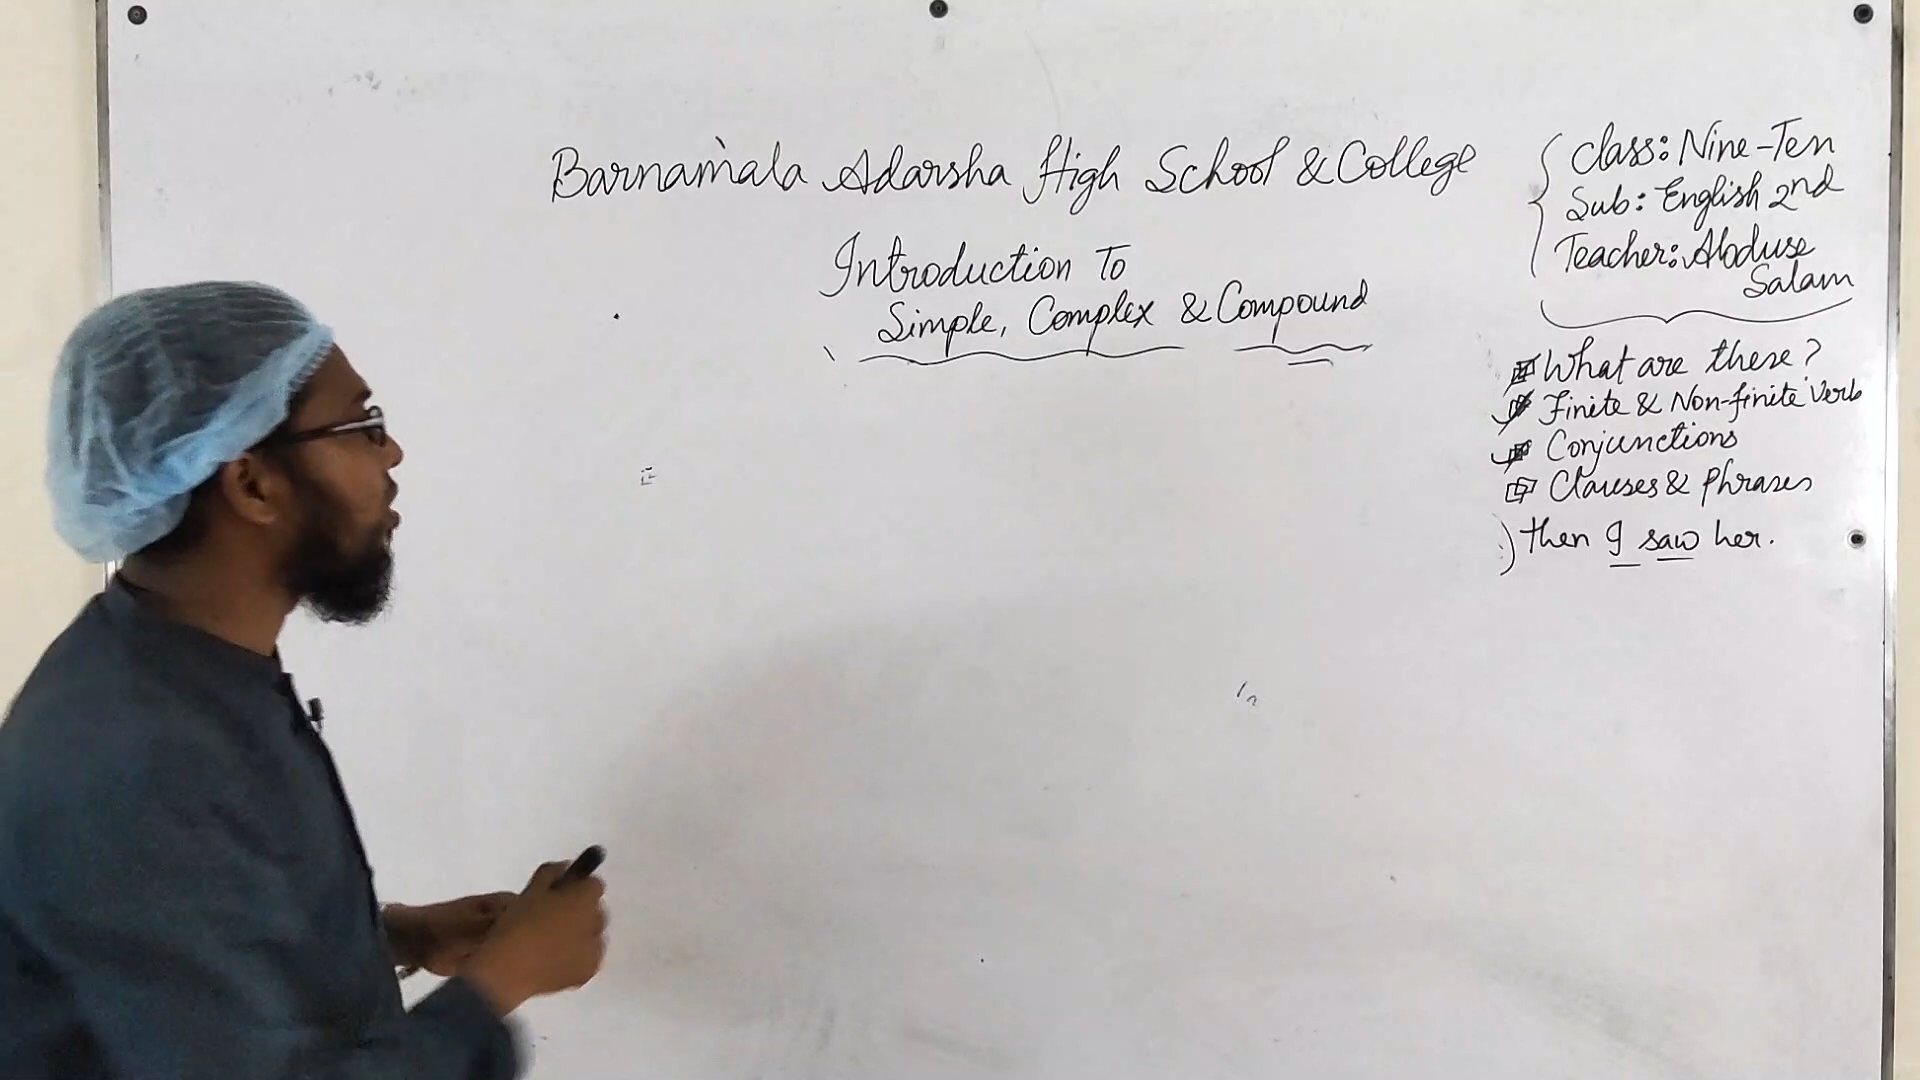 Barnamala Adarsha High School & College
Introduction To
Simple, Complex & Compound
Class: Nine-Ten
Sub: English 2nd
Teacher: Abduse
Salam
What are these?
Finite & Non-finite Verb
Conjunctions
Clauses & Phrases
then I saw her.